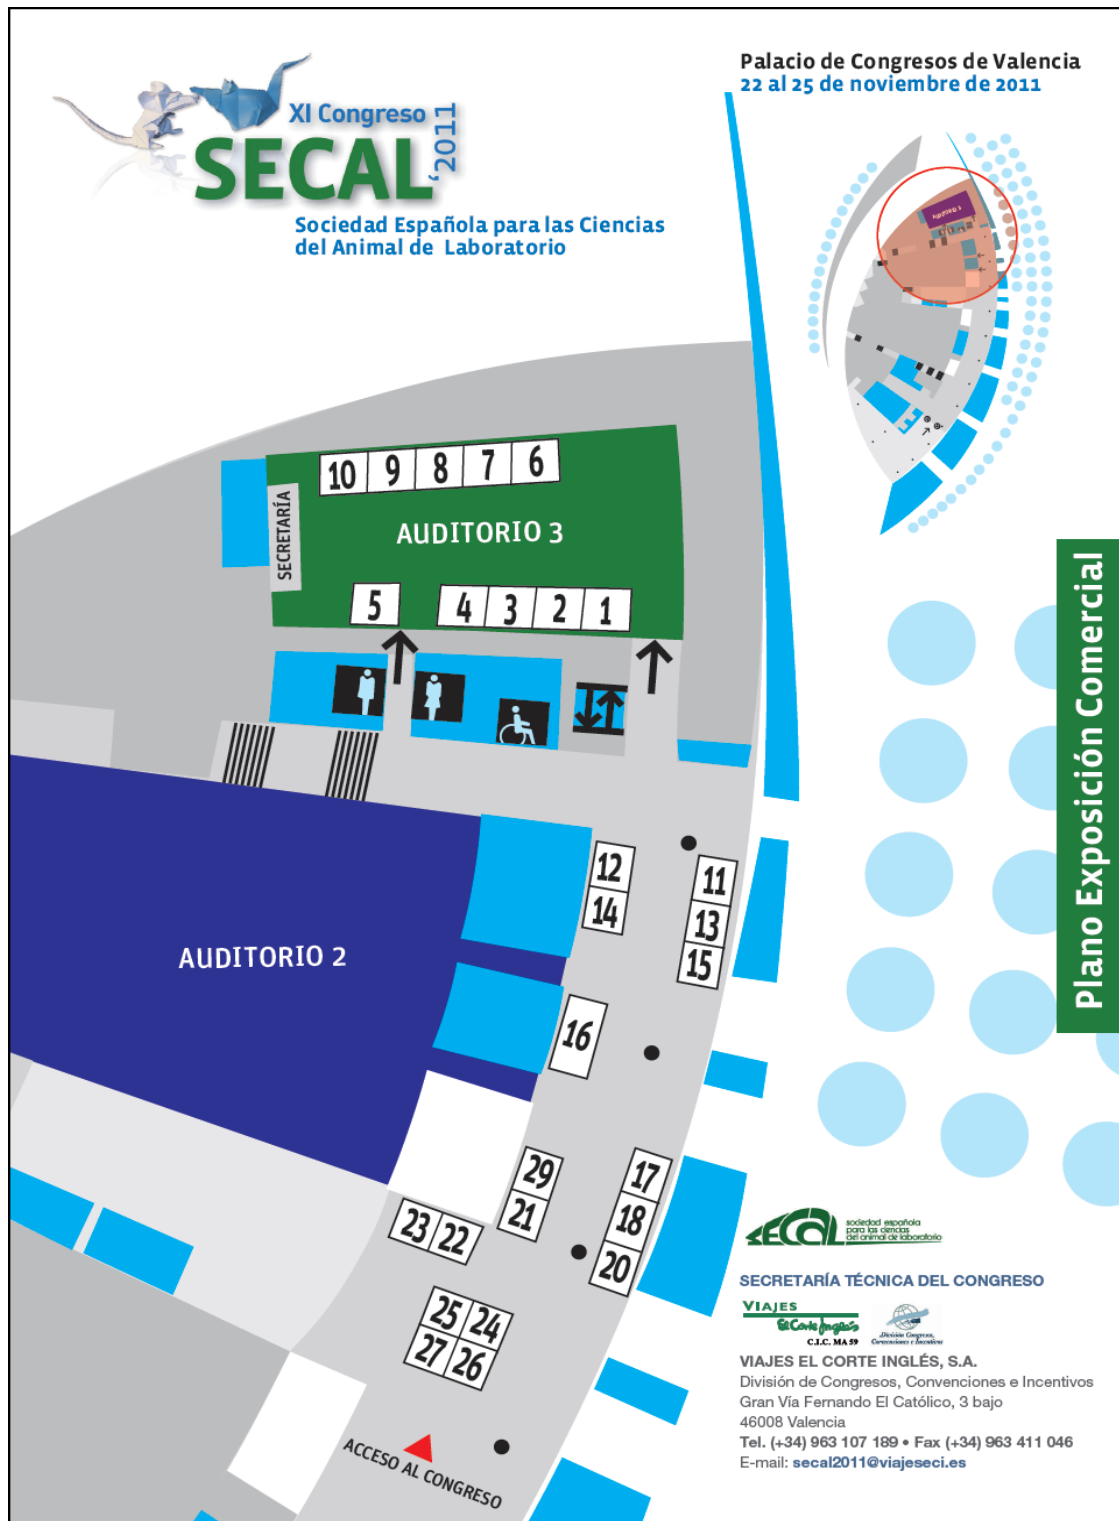 XI Congreso
SECAL
'2011
Sociedad Española para las Ciencias
del Animal de Laboratorio
Palacio de Congresos de Valencia
22 al 25 de noviembre de 2011
Plano Exposición Comercial
10 9 8 7 6
SECRETARÍA
AUDITORIO 3
5 4 3 2 1
AUDITORIO 2
12
14
11
13
15
16
29
21
17
18
20
23 22
25 24
27 26
ACCESO AL CONGRESO
SECAL
sociedad española
para las ciencias
del animal de laboratorio
SECRETARÍA TÉCNICA DEL CONGRESO
VIAJES
El Corte Inglés
C.I.C. MA 59
División Congresos,
Convenciones e Incentivos
VIAJES EL CORTE INGLÉS, S.A.
División de Congresos, Convenciones e Incentivos
Gran Vía Fernando El Católico, 3 bajo
46008 Valencia
Tel. (+34) 963 107 189 • Fax (+34) 963 411 046
E-mail: secal2011@viajeseci.es